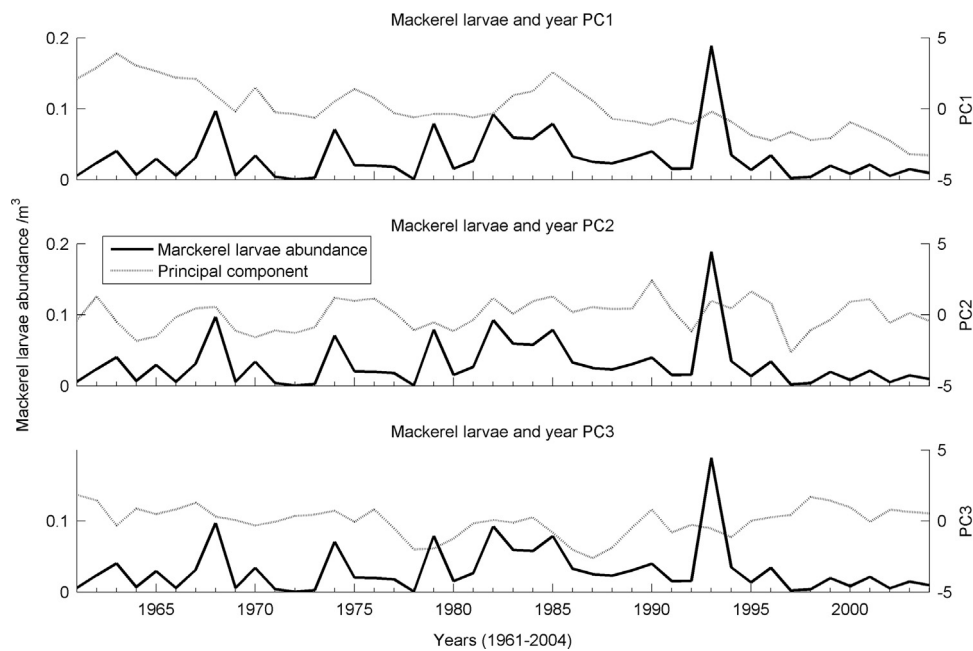 Mackerel larvae and year PC1
0.2
0.1
0
5
0
-5
PC1
Mackerel larvae and year PC2
0.2
0.1
0
Marckerel larvae abundance
Principal component
5
0
-5
PC2
Mackerel larvae abundance /m³
Mackerel larvae and year PC3
0.1
0
5
0
-5
PC3
1965 1970 1975 1980 1985 1990 1995 2000
Years (1961-2004)